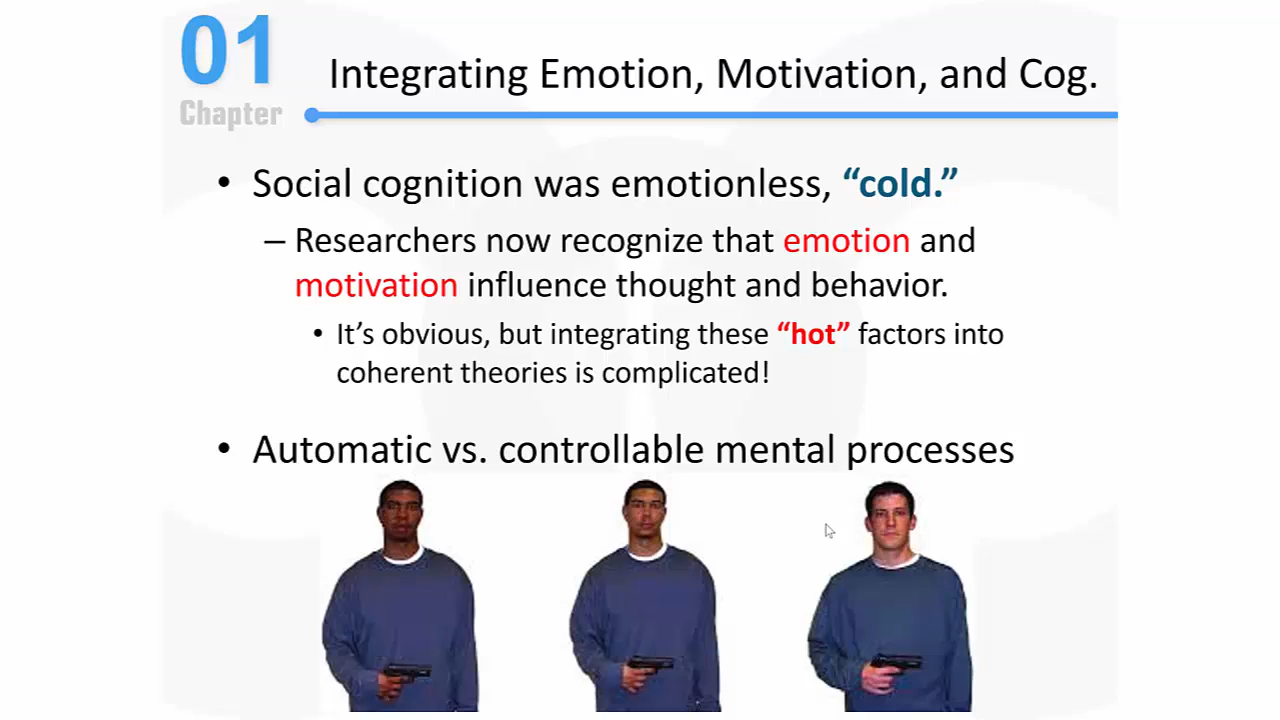 01
Chapter
Integrating Emotion, Motivation, and Cog.
• Social cognition was emotionless, “cold.”
– Researchers now recognize that emotion and
motivation influence thought and behavior.
• It’s obvious, but integrating these “hot” factors into
coherent theories is complicated!
• Automatic vs. controllable mental processes